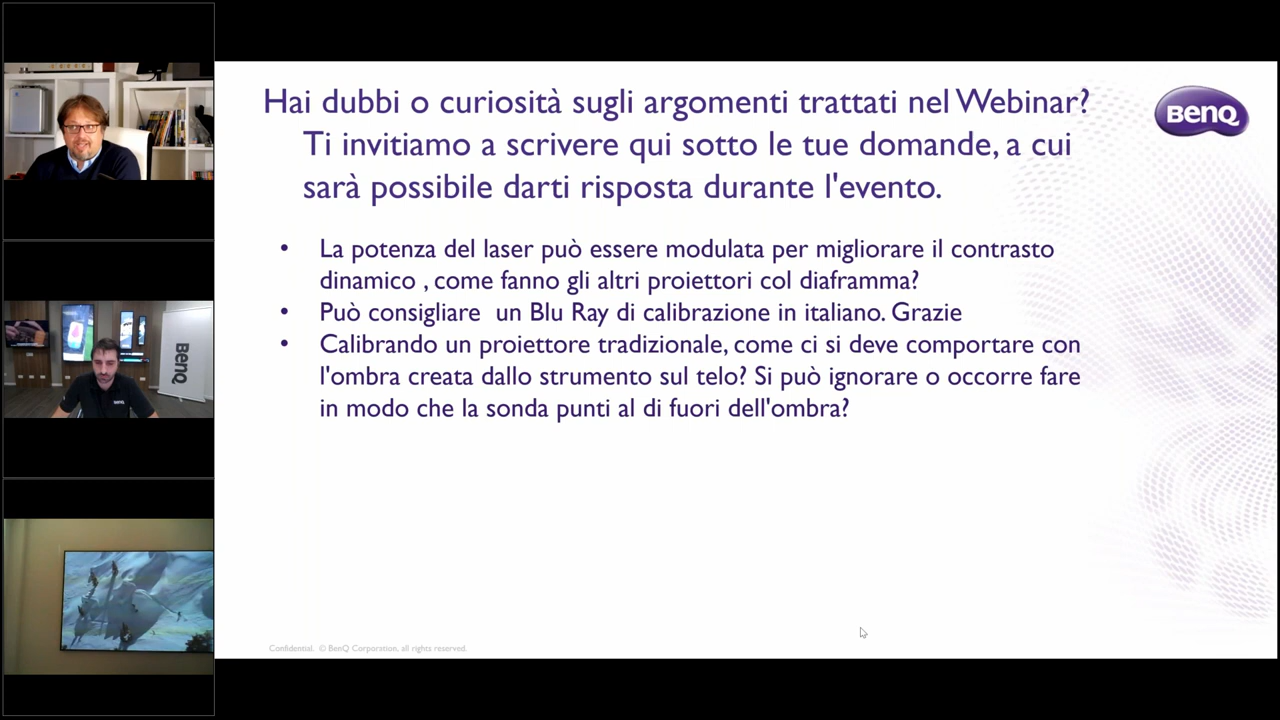 Hai dubbi o curiosità sugli argomenti trattati nel Webinar?
Ti invitiamo a scrivere qui sotto le tue domande, a cui
sarà possibile darti risposta durante l'evento.
BenQ
• La potenza del laser può essere modulata per migliorare il contrasto
dinamico , come fanno gli altri proiettori col diaframma?
• Può consigliare un Blu Ray di calibrazione in italiano. Grazie
• Calibrando un proiettore tradizionale, come ci si deve comportare con
l'ombra creata dallo strumento sul telo? Si può ignorare o occorre fare
in modo che la sonda punti al di fuori dell'ombra?
Confidential. © BenQ Corporation, all rights reserved.
BenQ